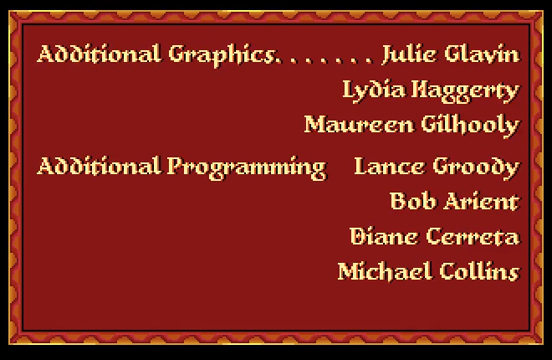 Additional Graphics. . . . . . . Julie Glavin
Lydia Haggerty
Maureen Gilhooly
Additional Programming Lance Groody
Bob Arient
Diane Cerreta
Michael Collins